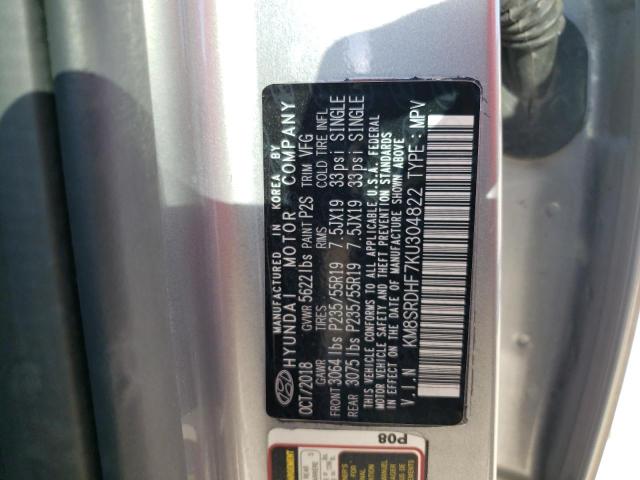 MANUFACTURED IN KOREA BY
HYUNDAI MOTOR COMPANY
OCT/2018 GVWR 5622lbs PAINT P2S TRIM VFG
GAWR TIRES RIMS COLD TIRE INFL
FRONT 3064 lbs P235/55R19 7.5JX19 33psi SINGLE
REAR 3075 lbs P235/55R19 7.5JX19 33psi SINGLE
THIS VEHICLE CONFORMS TO ALL APPLICABLE U.S.A. FEDERAL
MOTOR VEHICLE SAFETY AND THEFT PREVENTION STANDARDS
IN EFFECT ON THE DATE OF MANUFACTURE SHOWN ABOVE
V.I.N KM8SRDHF7KU304822 TYPE : MPV
P08